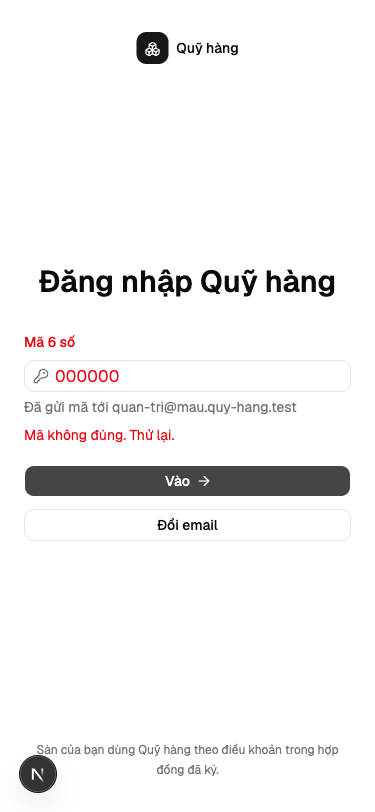 Quỹ hàng
Đăng nhập Quỹ hàng
Mã 6 số
000000
Đã gửi mã tới quan-tri@mau.quy-hang.test
Mã không đúng. Thử lại.
Vào →
Đổi email
Sàn của bạn dùng Quỹ hàng theo điều khoản trong hợp
đồng đã ký.
N